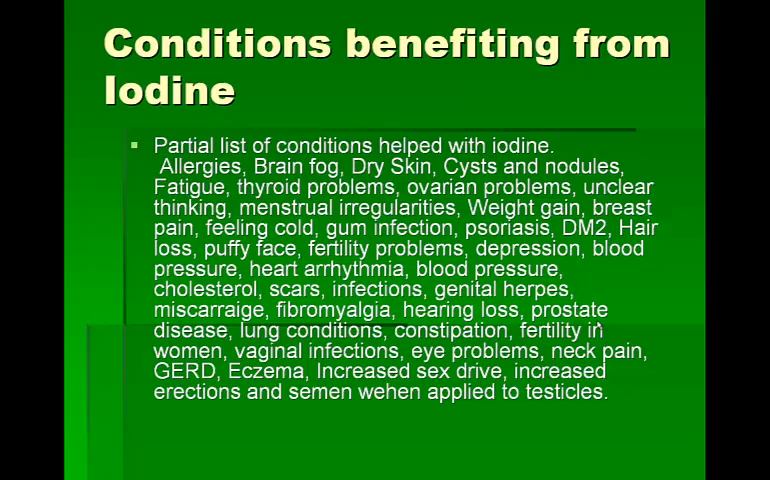 Conditions benefiting from
Iodine
Partial list of conditions helped with iodine.
Allergies, Brain fog, Dry Skin, Cysts and nodules,
Fatigue, thyroid problems, ovarian problems, unclear
thinking, menstrual irregularities, Weight gain, breast
pain, feeling cold, gum infection, psoriasis, DM2, Hair
loss, puffy face, fertility problems, depression, blood
pressure, heart arrhythmia, blood pressure,
cholesterol, scars, infections, genital herpes,
miscarraige, fibromyalgia, hearing loss, prostate
disease, lung conditions, constipation, fertility in
women, vaginal infections, eye problems, neck pain,
GERD, Eczema, Increased sex drive, increased
erections and semen wehen applied to testicles.